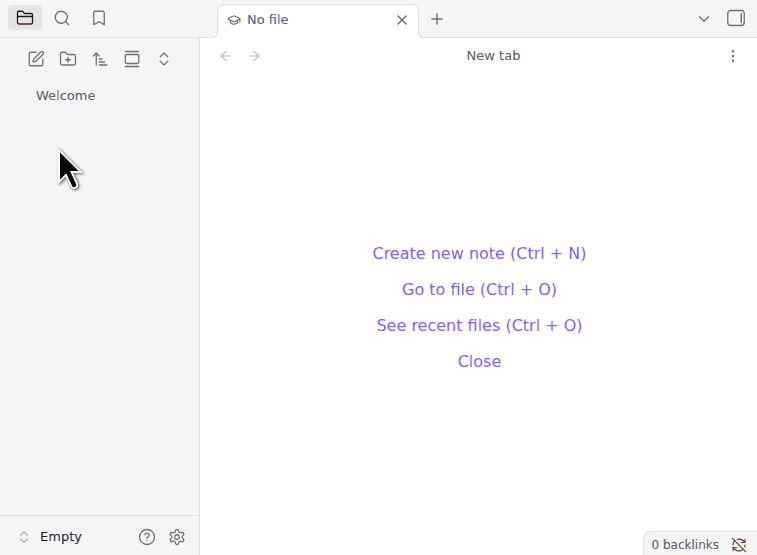 No file
New tab
Welcome
Create new note (Ctrl + N)
Go to file (Ctrl + O)
See recent files (Ctrl + O)
Close
Empty
0 backlinks